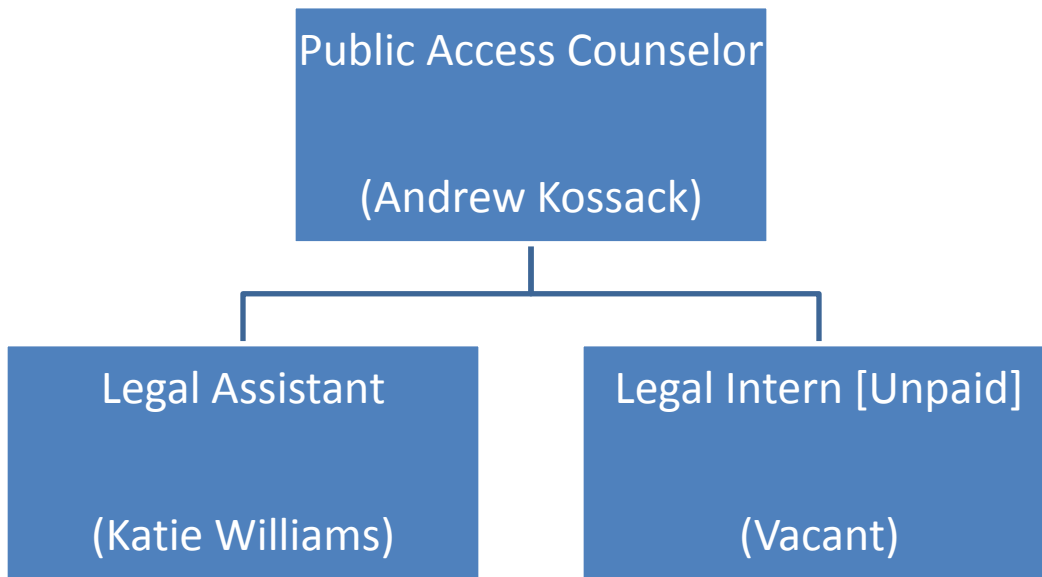 Public Access Counselor
(Andrew Kossack)
Legal Assistant
(Katie Williams)
Legal Intern [Unpaid]
(Vacant)